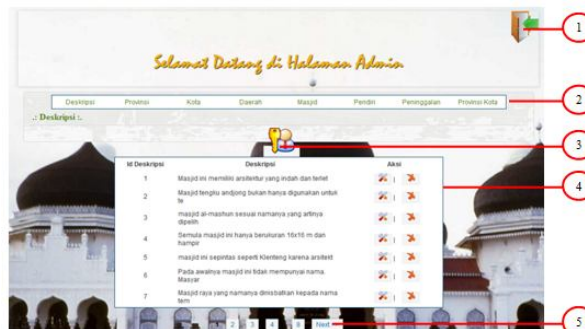 1
Selamat Datang di Halaman Admin
Deskripsi Provinsi Kota Daerah Masjid Pendiri Peninggalan Provinsi Kota
2
.: Deskripsi :.
3
Id Deskripsi Deskripsi Aksi
1 Masjid ini memiliki arsitektur yang indah dan terlet |
4
2 Masjid tengku andjong bukan hanya digunakan untuk
te |
3 masjid al-mashun sesuai namanya yang artinya
dipelih |
4 Semula masjid ini hanya berukuran 16x16 m dan
hampir |
5 masjid ini sepintas seperti Klenteng karena arsitekt |
6 Pada awalnya masjid ini tidak mempunyai nama.
Masyar |
7 Masjid raya yang namanya dinisbatkan kepada nama
tem |
2 3 4 Next
5